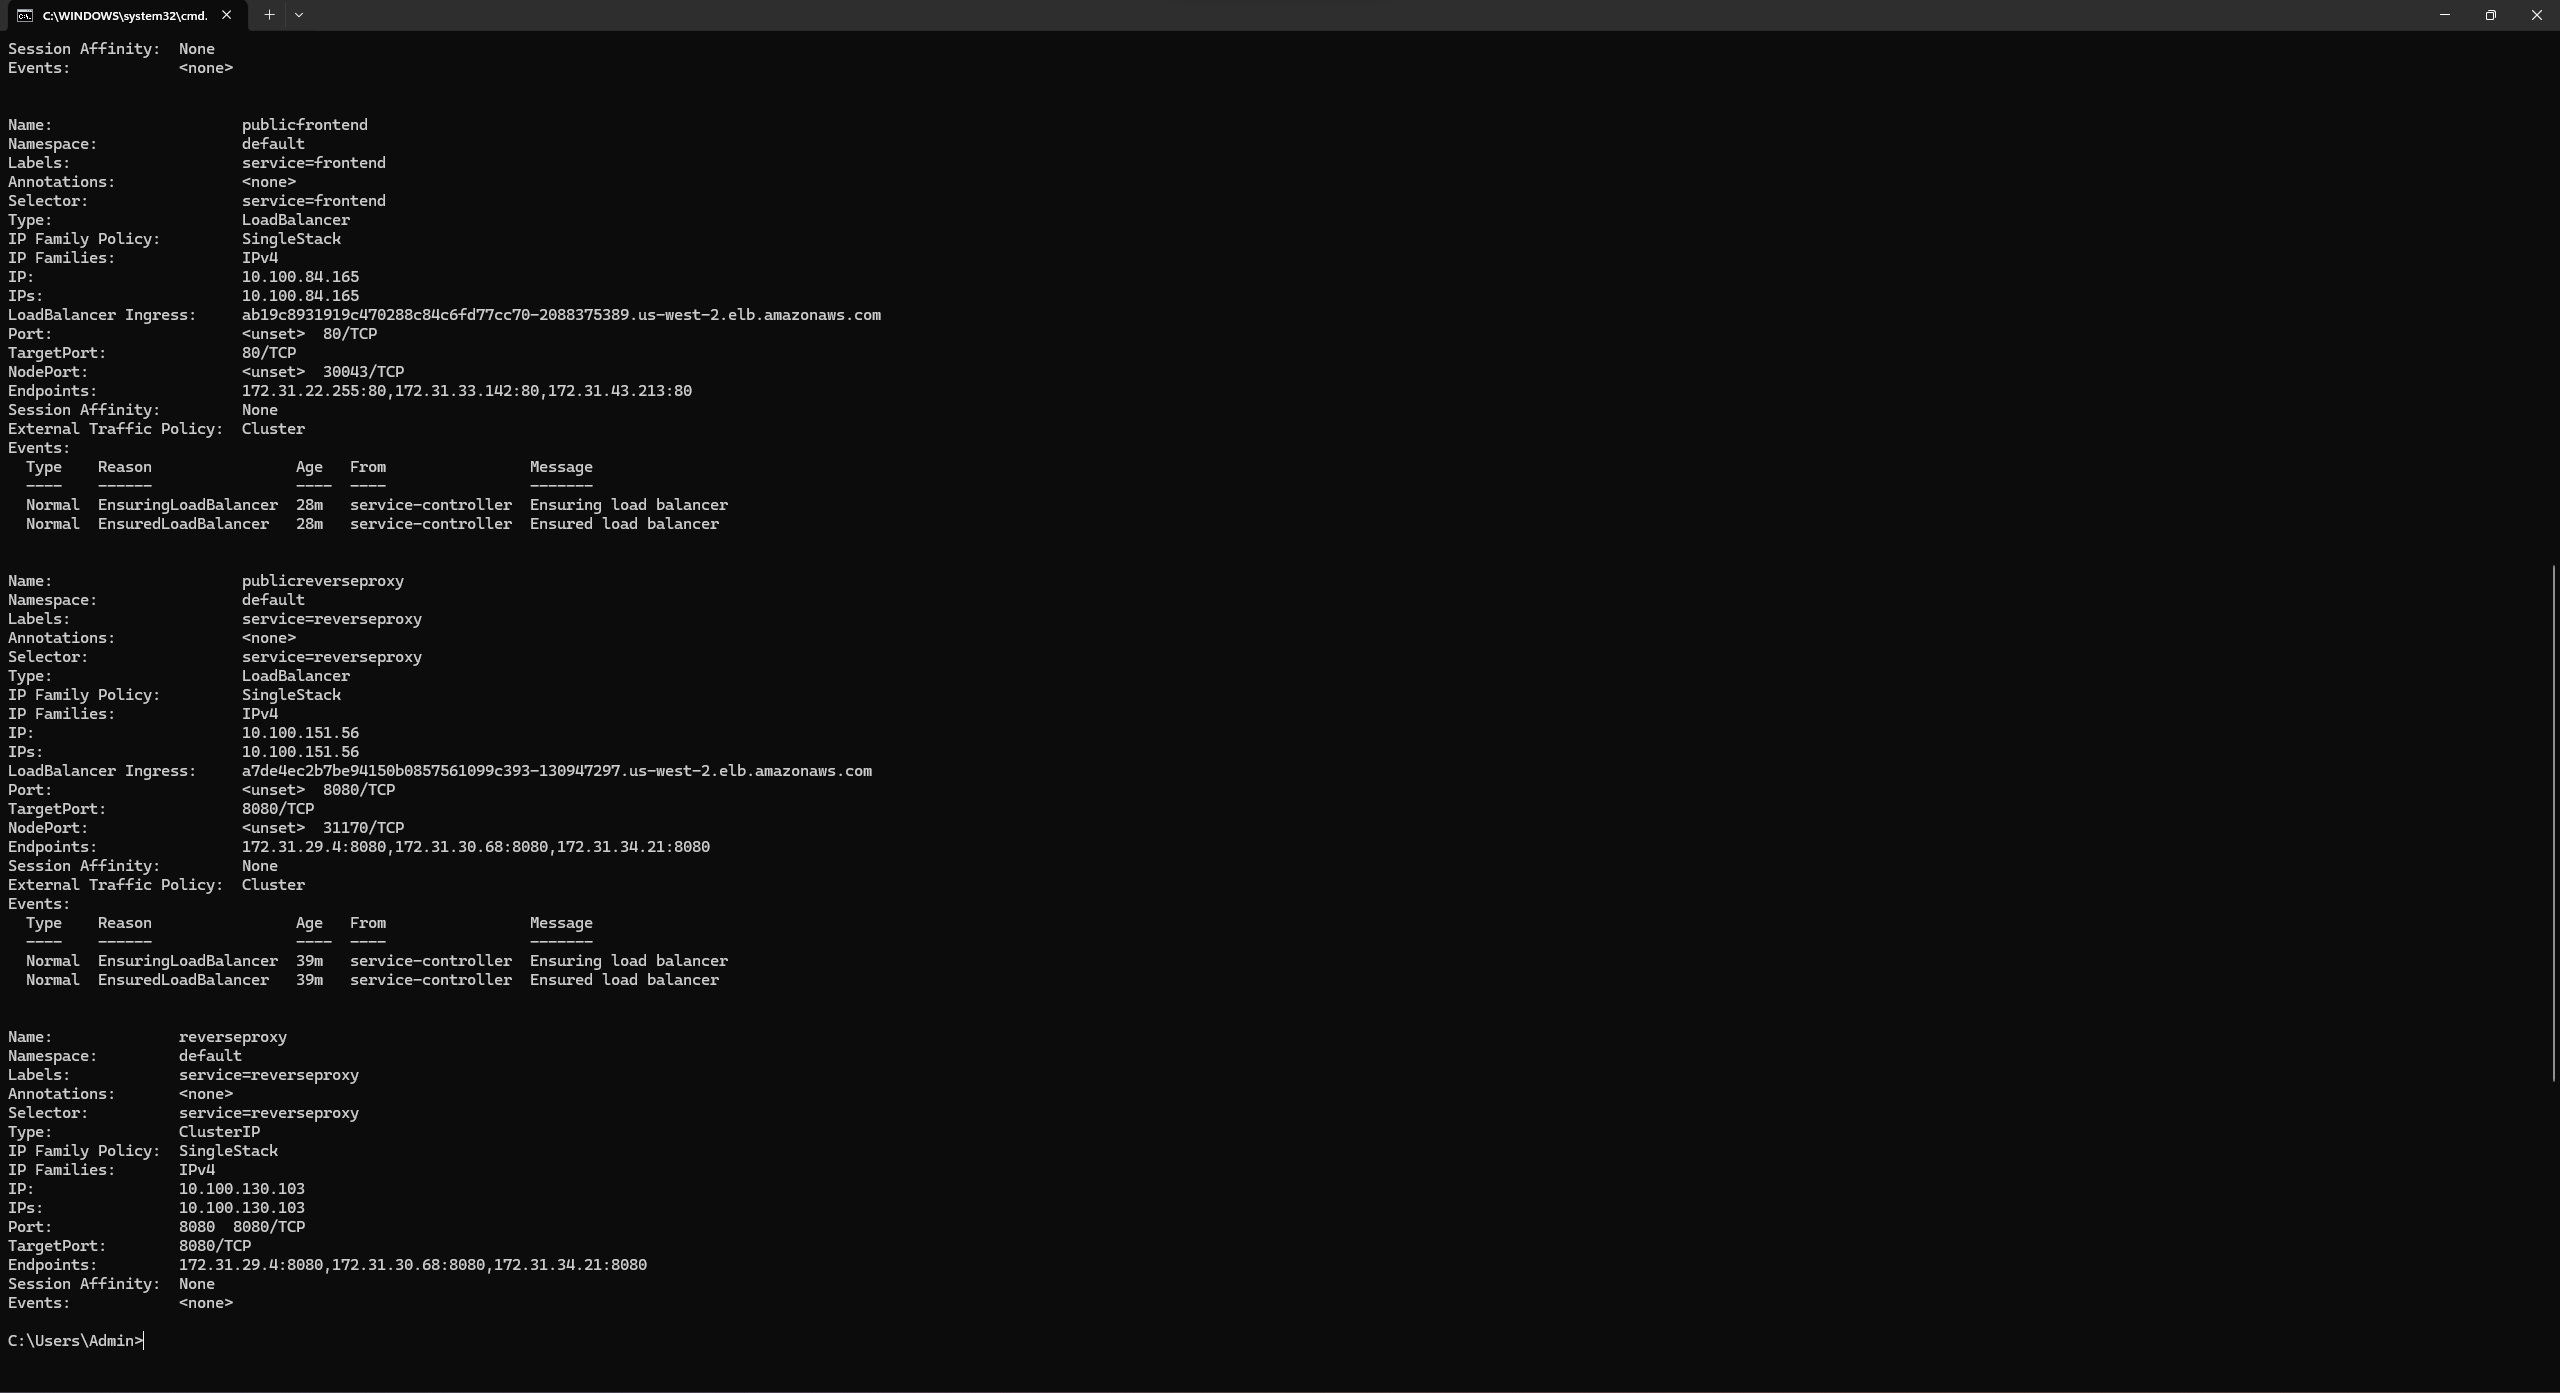 C:\WINDOWS\system32\cmd.
Session Affinity:  None
Events:            <none>
Name:                     publicfrontend
Namespace:                default
Labels:                   service=frontend
Annotations:              <none>
Selector:                 service=frontend
Type:                     LoadBalancer
IP Family Policy:         SingleStack
IP Families:              IPv4
IP:                       10.100.84.165
IPs:                      10.100.84.165
LoadBalancer Ingress:     ab19c8931919c470288c84c6fd77cc70-2088375389.us-west-2.elb.amazonaws.com
Port:                     <unset>  80/TCP
TargetPort:               80/TCP
NodePort:                 <unset>  30043/TCP
Endpoints:                172.31.22.255:80,172.31.33.142:80,172.31.43.213:80
Session Affinity:         None
External Traffic Policy:  Cluster
Events:
  Type    Reason                Age   From                Message
  ----    ------                ----  ----                -------
  Normal  EnsuringLoadBalancer  28m   service-controller  Ensuring load balancer
  Normal  EnsuredLoadBalancer   28m   service-controller  Ensured load balancer
Name:                     publicreverseproxy
Namespace:                default
Labels:                   service=reverseproxy
Annotations:              <none>
Selector:                 service=reverseproxy
Type:                     LoadBalancer
IP Family Policy:         SingleStack
IP Families:              IPv4
IP:                       10.100.151.56
IPs:                      10.100.151.56
LoadBalancer Ingress:     a7de4ec2b7be94150b0857561099c393-130947297.us-west-2.elb.amazonaws.com
Port:                     <unset>  8080/TCP
TargetPort:               8080/TCP
NodePort:                 <unset>  31170/TCP
Endpoints:                172.31.29.4:8080,172.31.30.68:8080,172.31.34.21:8080
Session Affinity:         None
External Traffic Policy:  Cluster
Events:
  Type    Reason                Age   From                Message
  ----    ------                ----  ----                -------
  Normal  EnsuringLoadBalancer  39m   service-controller  Ensuring load balancer
  Normal  EnsuredLoadBalancer   39m   service-controller  Ensured load balancer
Name:              reverseproxy
Namespace:         default
Labels:            service=reverseproxy
Annotations:       <none>
Selector:          service=reverseproxy
Type:              ClusterIP
IP Family Policy:  SingleStack
IP Families:       IPv4
IP:                10.100.130.103
IPs:               10.100.130.103
Port:              8080  8080/TCP
TargetPort:        8080/TCP
Endpoints:         172.31.29.4:8080,172.31.30.68:8080,172.31.34.21:8080
Session Affinity:  None
Events:            <none>
C:\Users\Admin>